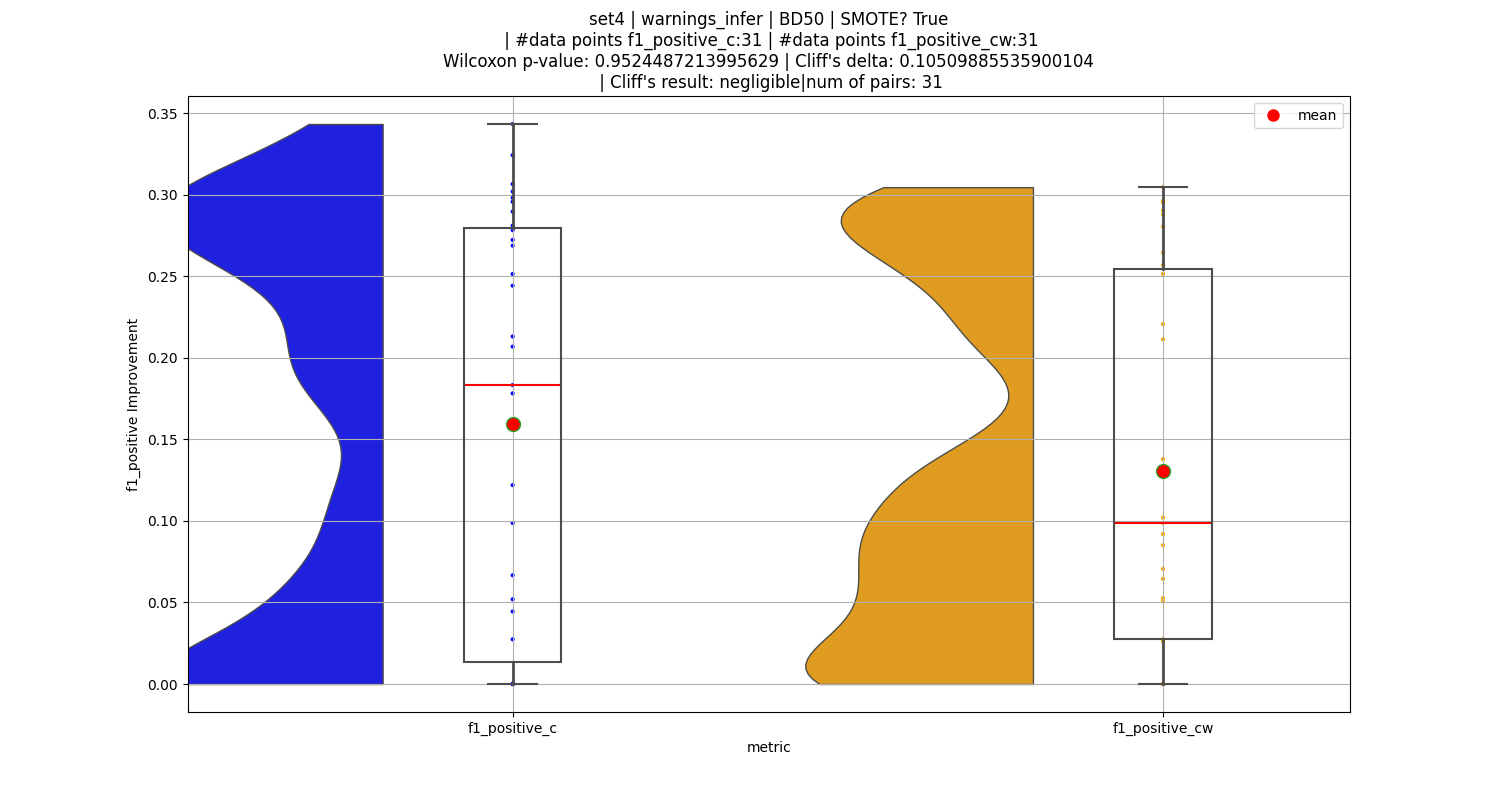 set4 | warnings_infer | BD50 | SMOTE? True
| #data points f1_positive_c:31 | #data points f1_positive_cw:31
Wilcoxon p-value: 0.9524487213995629 | Cliff's delta: 0.10509885535900104
| Cliff's result: negligible|num of pairs: 31
mean
0.35
0.30
0.25
0.20
0.15
0.10
0.05
0.00
f1_positive Improvement
f1_positive_c
f1_positive_cw
metric